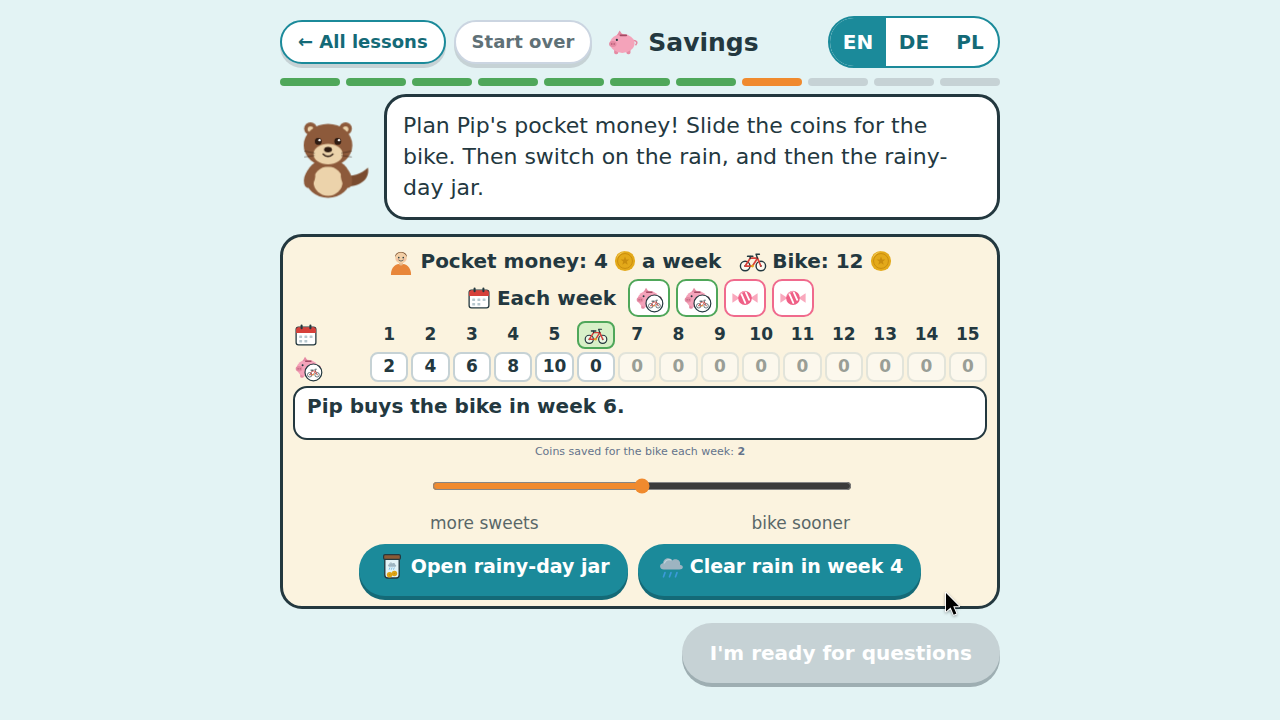 ← All lessons
Start over
Savings
EN DE PL
Plan Pip's pocket money! Slide the coins for the
bike. Then switch on the rain, and then the rainy-
day jar.
Pocket money: 4 a week Bike: 12
Each week
1 2 3 4 5 7 8 9 10 11 12 13 14 15
2 4 6 8 10 0 0 0 0 0 0 0 0 0 0
Pip buys the bike in week 6.
Coins saved for the bike each week: 2
more sweets bike sooner
Open rainy-day jar Clear rain in week 4
I'm ready for questions